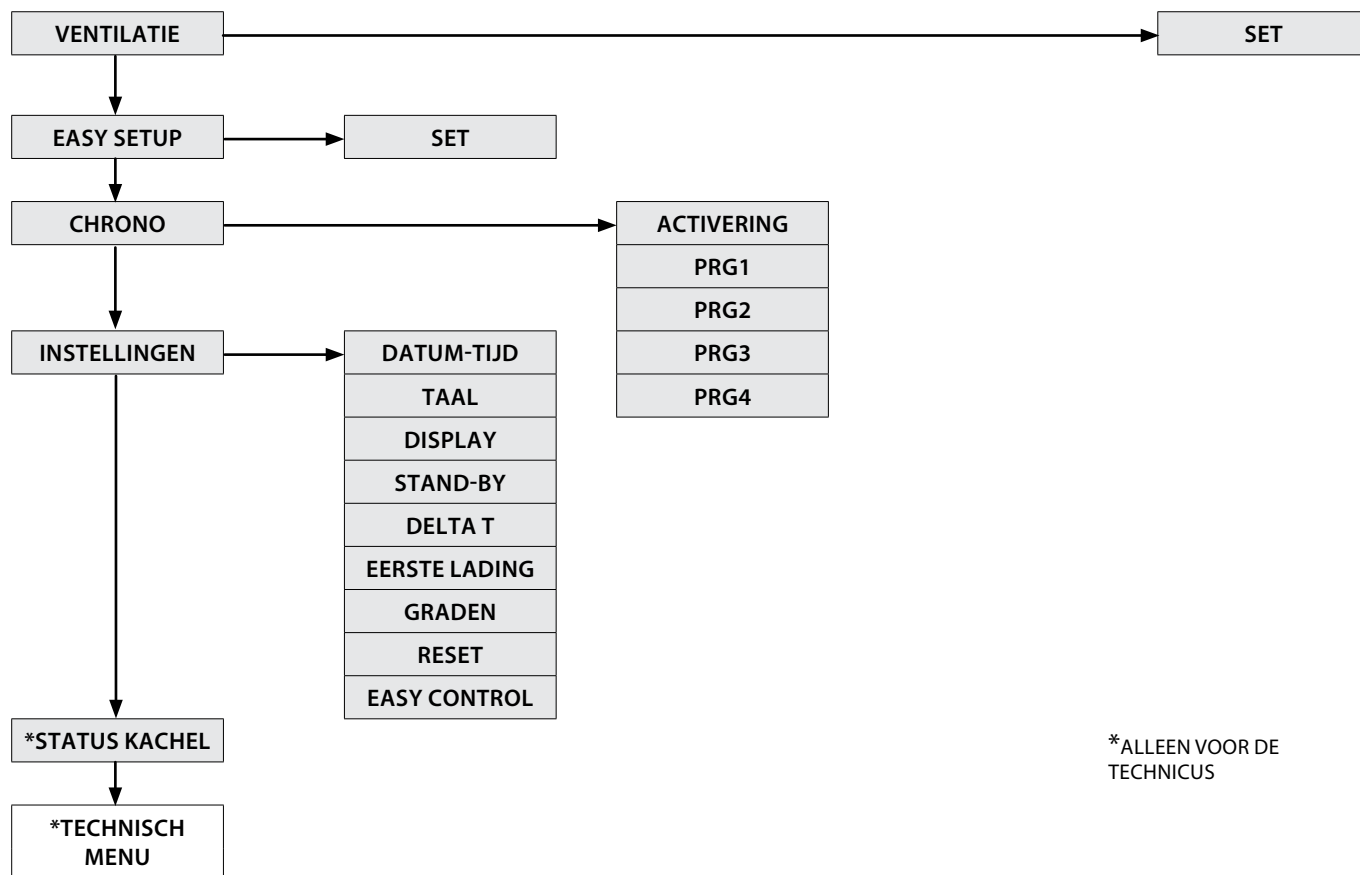 VENTILATIE
SET
EASY SETUP
SET
CHRONO
ACTIVERING
PRG1
PRG2
INSTELLINGEN
DATUM-TIJD
PRG3
TAAL
PRG4
DISPLAY
STAND-BY
DELTA T
EERSTE LADING
GRADEN
RESET
EASY CONTROL
*STATUS KACHEL
*ALLEEN VOOR DE
TECHNICUS
*TECHNISCH
MENU